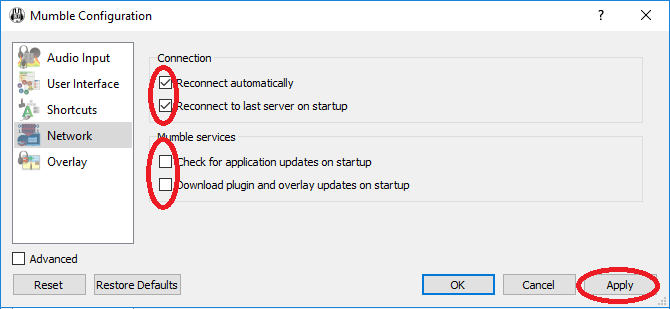 Mumble Configuration
?
Audio Input
User Interface
Shortcuts
Network
Overlay
Connection
Reconnect automatically
Reconnect to last server on startup
Mumble services
Check for application updates on startup
Download plugin and overlay updates on startup
Advanced
Reset
Restore Defaults
OK
Cancel
Apply